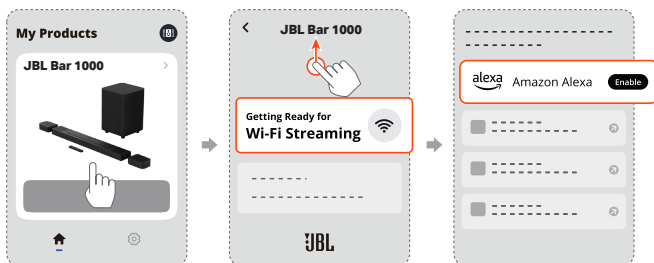 My Products
JBL Bar 1000
JBL Bar 1000
Getting Ready for
Wi-Fi Streaming
JBL
alexa
Amazon Alexa
Enable